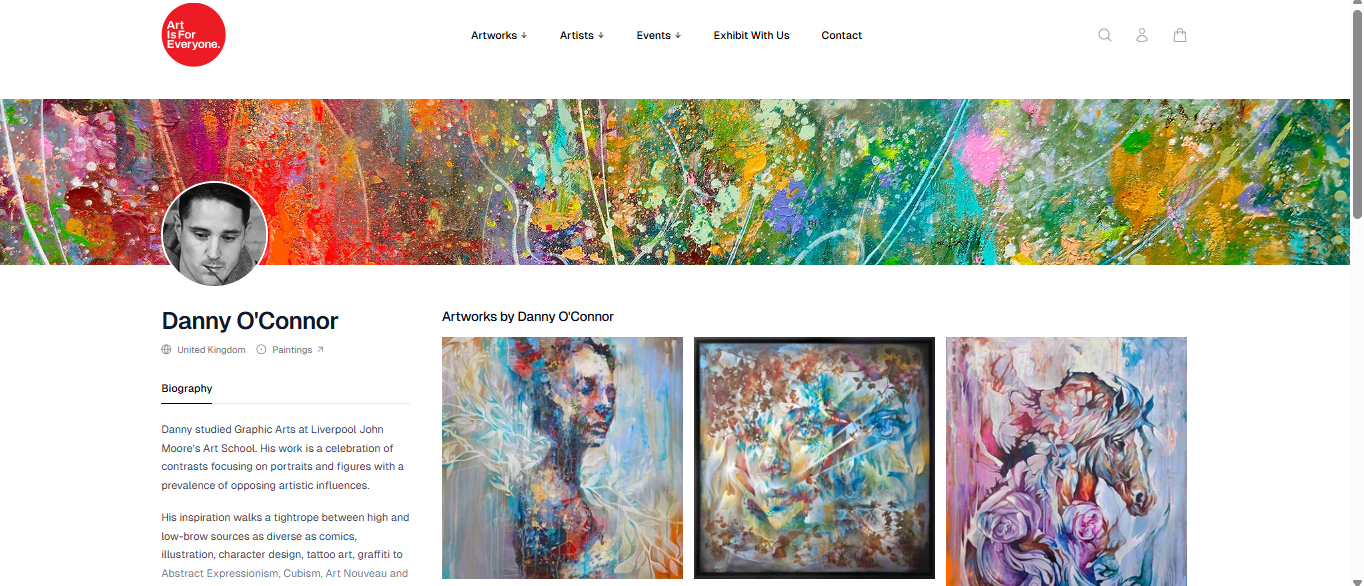 Art
Is For
Everyone.
Artworks ↓
Artists ↓
Events ↓
Exhibit With Us
Contact
Danny O'Connor
United Kingdom
Paintings ↗
Biography
Danny studied Graphic Arts at Liverpool John
Moore's Art School. His work is a celebration of
contrasts focusing on portraits and figures with a
prevalence of opposing artistic influences.
His inspiration walks a tightrope between high and
low-brow sources as diverse as comics,
illustration, character design, tattoo art, graffiti to
Abstract Expressionism, Cubism, Art Nouveau and
Artworks by Danny O'Connor